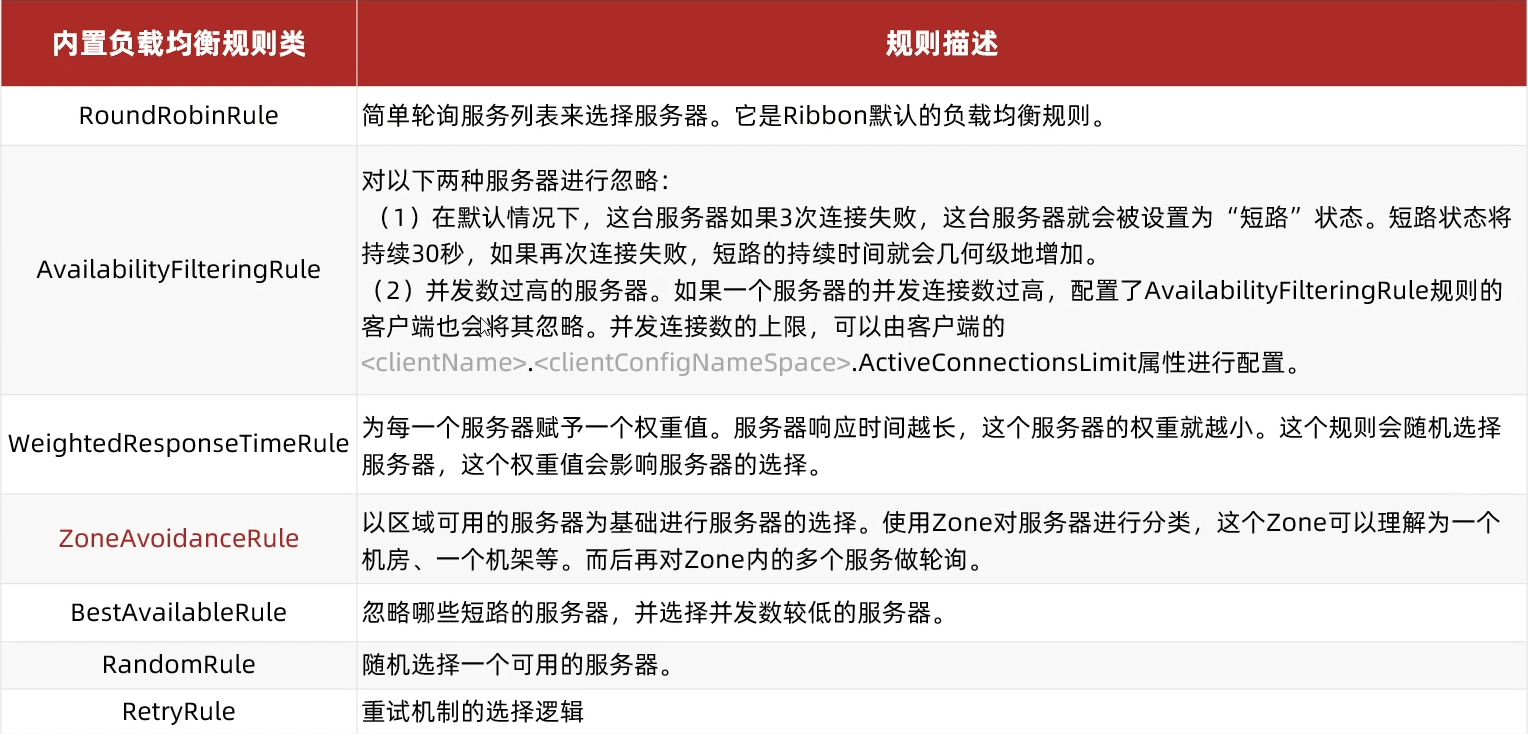 内置负载均衡规则类
规则描述
RoundRobinRule
简单轮询服务列表来选择服务器。它是Ribbon默认的负载均衡规则。
AvailabilityFilteringRule
对以下两种服务器进行忽略：
（1）在默认情况下，这台服务器如果3次连接失败，这台服务器就会被设置为“短路”状态。短路状态将
持续30秒，如果再次连接失败，短路的持续时间就会几何级地增加。
（2）并发数过高的服务器。如果一个服务器的并发连接数过高，配置了AvailabilityFilteringRule规则的
客户端也会将其忽略。并发连接数的上限，可以由客户端的
<clientName>.<clientConfigNameSpace>.ActiveConnectionsLimit属性进行配置。
WeightedResponseTimeRule
为每一个服务器赋予一个权重值。服务器响应时间越长，这个服务器的权重就越小。这个规则会随机选择
服务器，这个权重值会影响服务器的选择。
ZoneAvoidanceRule
以区域可用的服务器为基础进行服务器的选择。使用Zone对服务器进行分类，这个Zone可以理解为一个
机房、一个机架等。而后再对Zone内的多个服务做轮询。
BestAvailableRule
忽略哪些短路的服务器，并选择并发数较低的服务器。
RandomRule
随机选择一个可用的服务器。
RetryRule
重试机制的选择逻辑